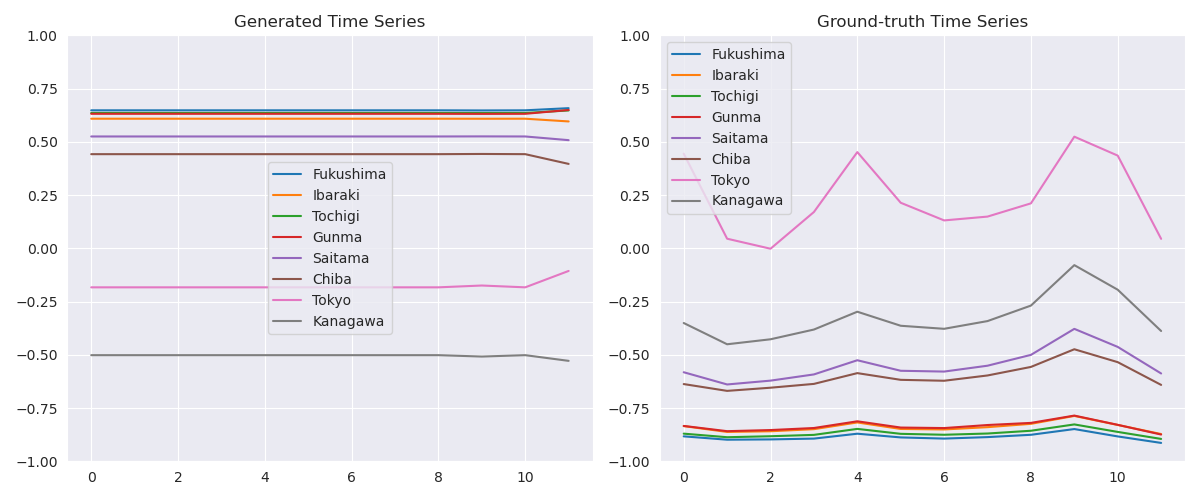 Generated Time Series
1.00
0.75
0.50
0.25
0.00
−0.25
−0.50
−0.75
−1.00
0 2 4 6 8 10
Fukushima
Ibaraki
Tochigi
Gunma
Saitama
Chiba
Tokyo
Kanagawa
Ground-truth Time Series
1.00
0.75
0.50
0.25
0.00
−0.25
−0.50
−0.75
−1.00
0 2 4 6 8 10
Fukushima
Ibaraki
Tochigi
Gunma
Saitama
Chiba
Tokyo
Kanagawa